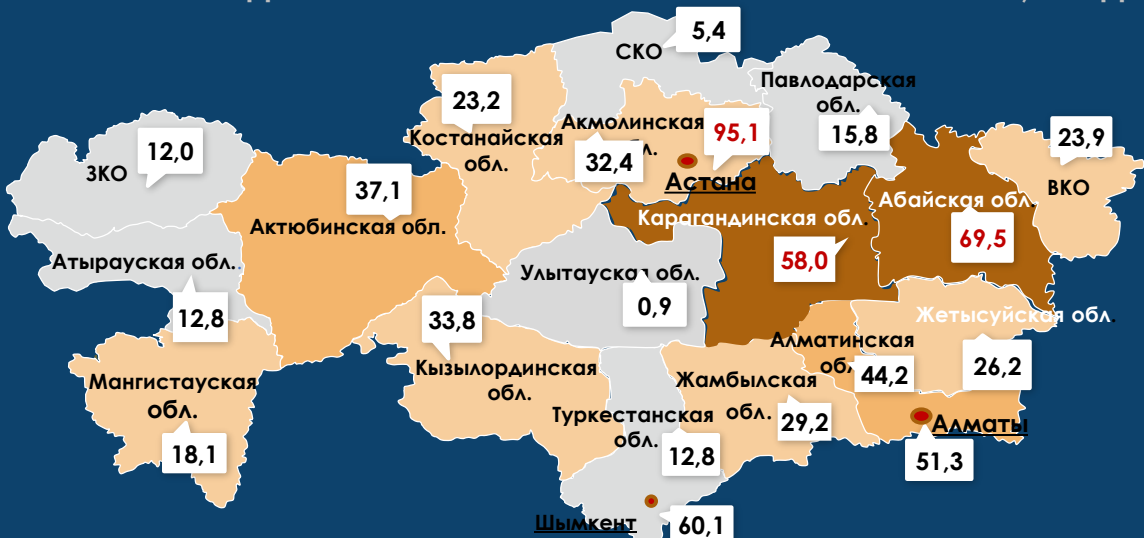 СКО
5,4
Павлодарская
обл.
15,8
23,2
Костанайская
обл.
Акмолинская
32,4
95,1
Астана
23,9
ВКО
12,0
ЗКО
37,1
Актюбинская обл.
Абайская обл.
69,5
Карагандинская обл.
58,0
Атырауская обл.
12,8
Улытауская обл.
0,9
33,8
Кызылординская
обл.
Жетысуйская обл.
26,2
Алматинская
44,2
Мангистауская
обл.
18,1
Жамбылская
обл.
29,2
Туркестанская
обл.
12,8
Алматы
51,3
Шымкент
60,1